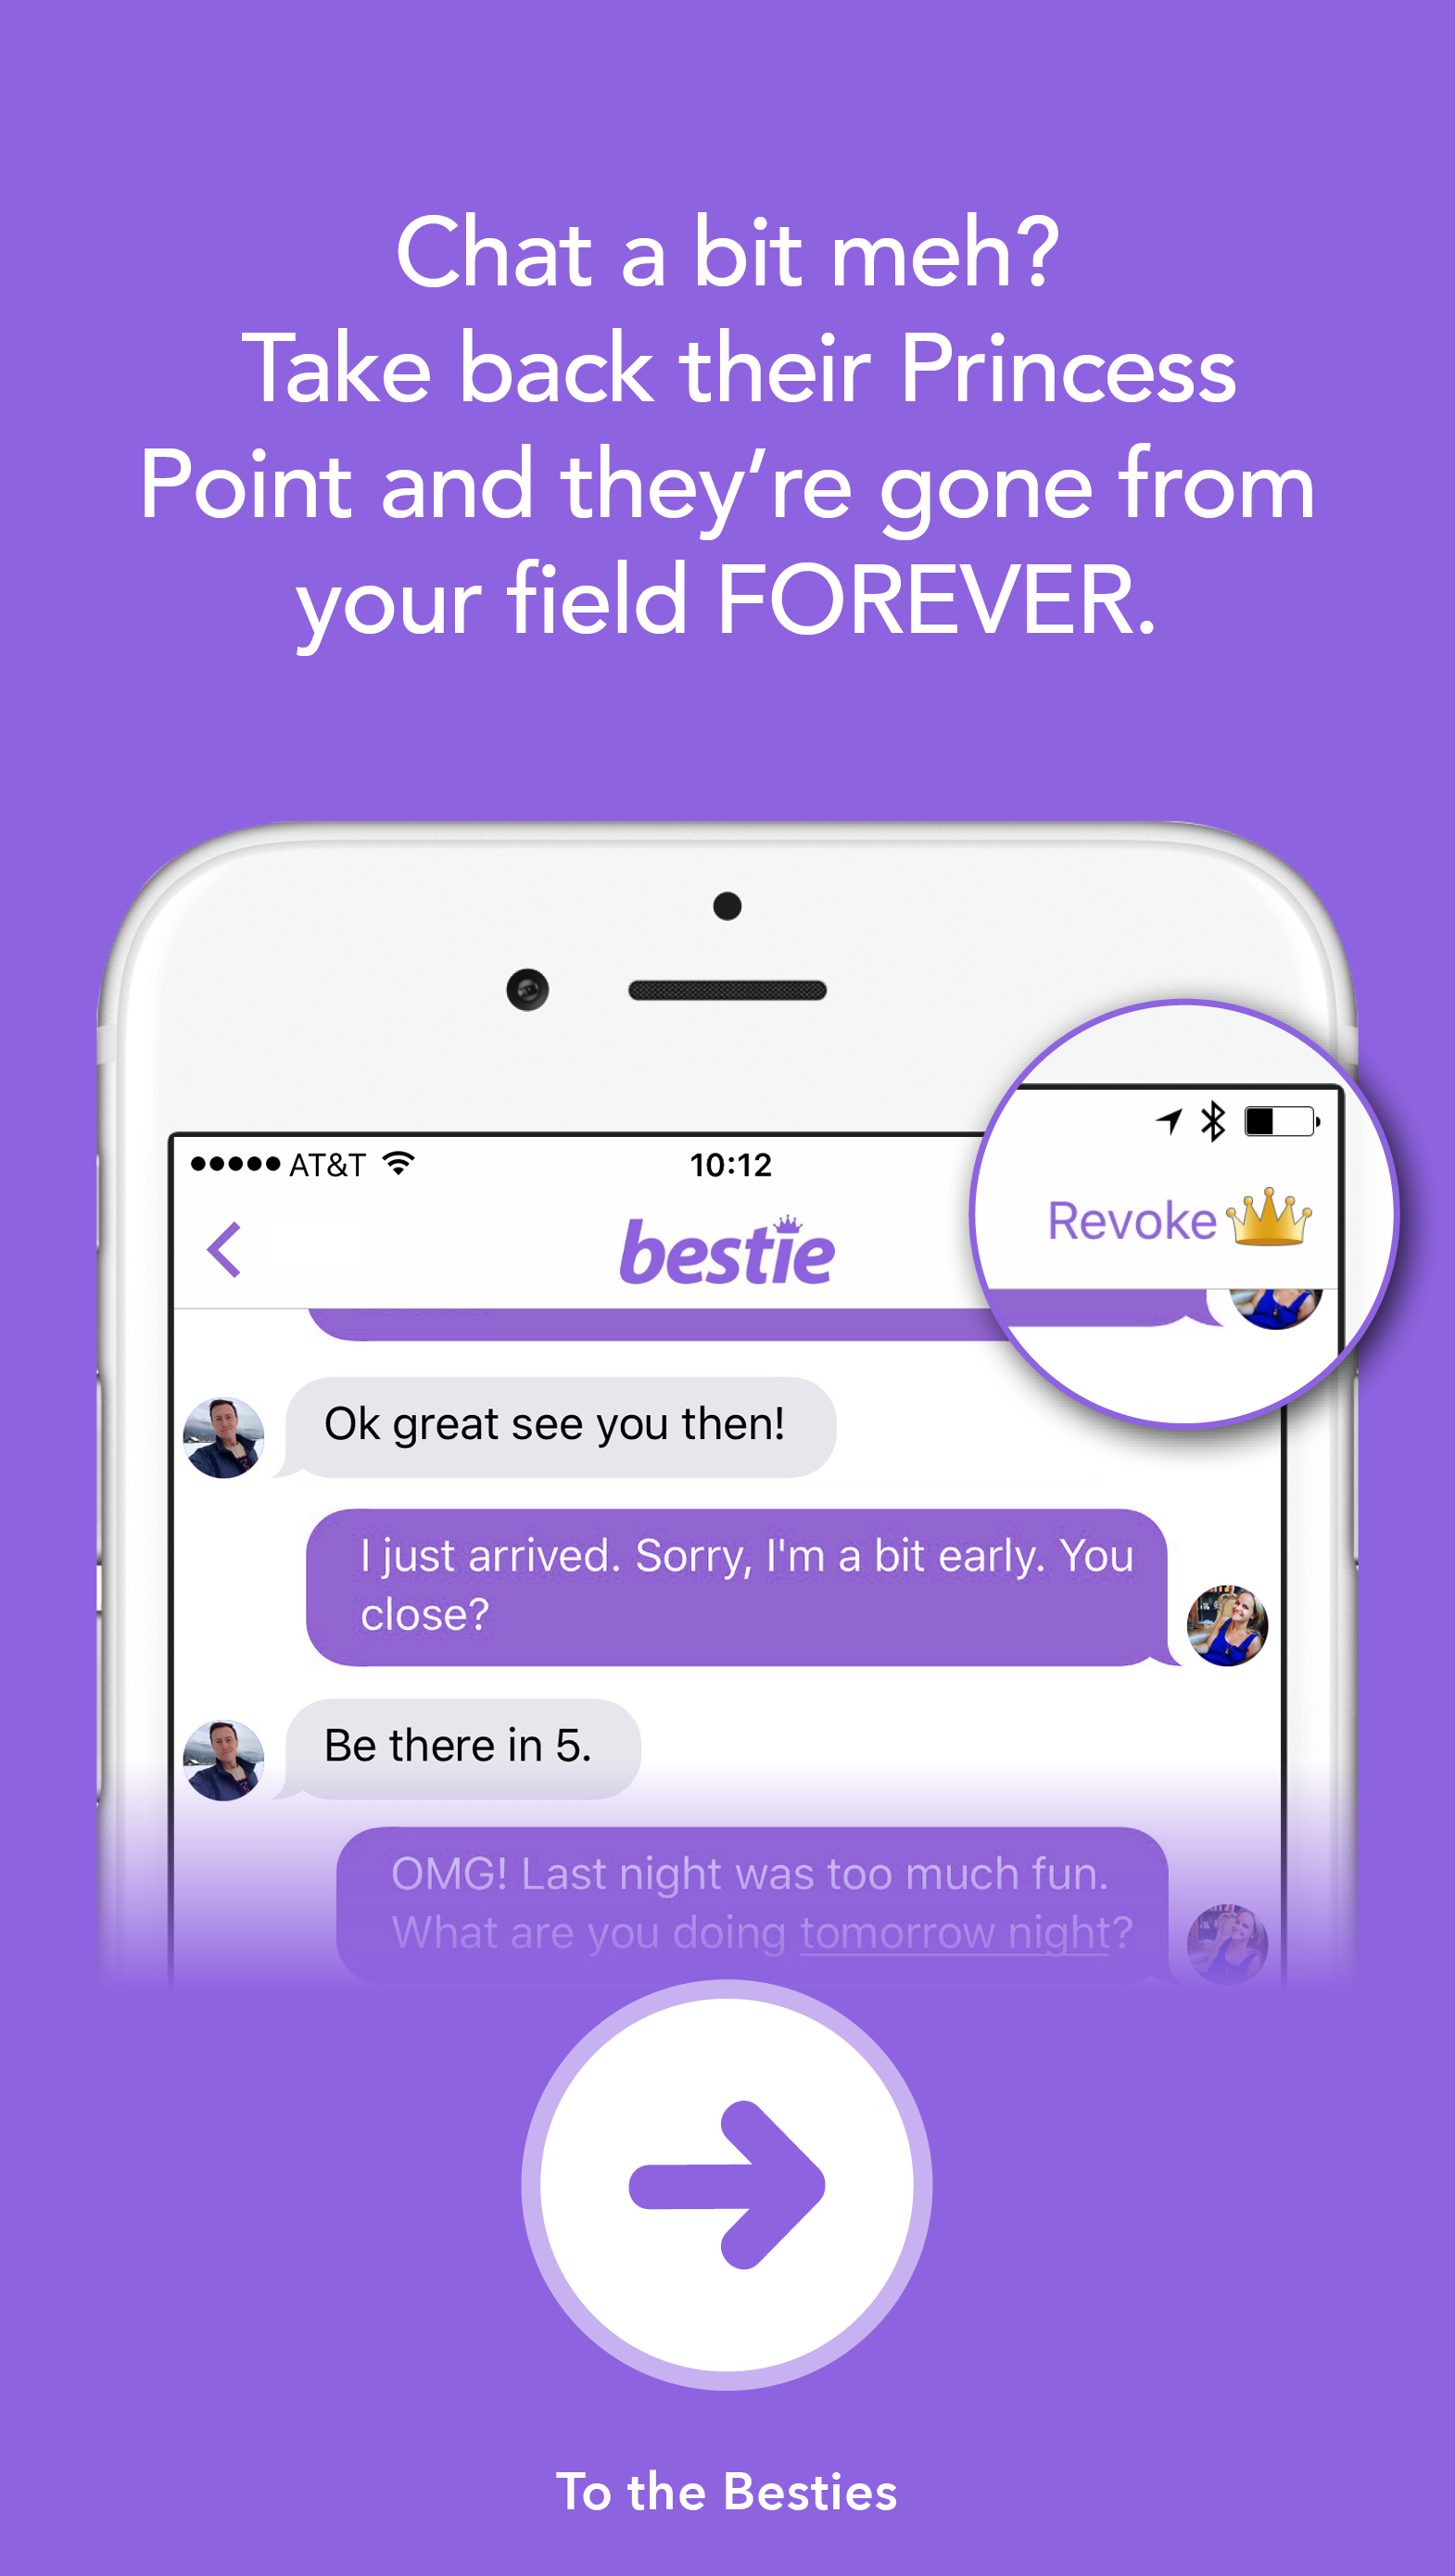 Chat a bit meh?
Take back their Princess
Point and they’re gone from
your field FOREVER.
AT&T
10:12
bestie
Revoke
Ok great see you then!
I just arrived. Sorry, I'm a bit early. You
close?
Be there in 5.
OMG! Last night was too much fun.
What are you doing tomorrow night?
To the Besties